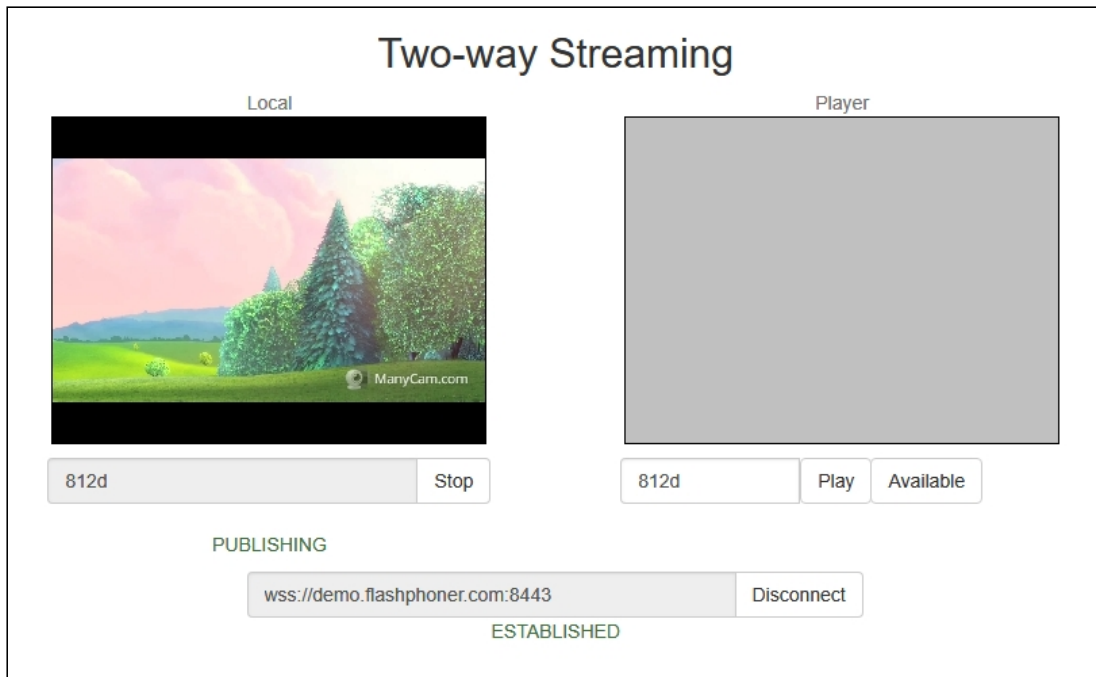 Two-way Streaming
Local
Player
ManyCam.com
812d
Stop
812d
Play
Available
PUBLISHING
wss://demo.flashphoner.com:8443
Disconnect
ESTABLISHED